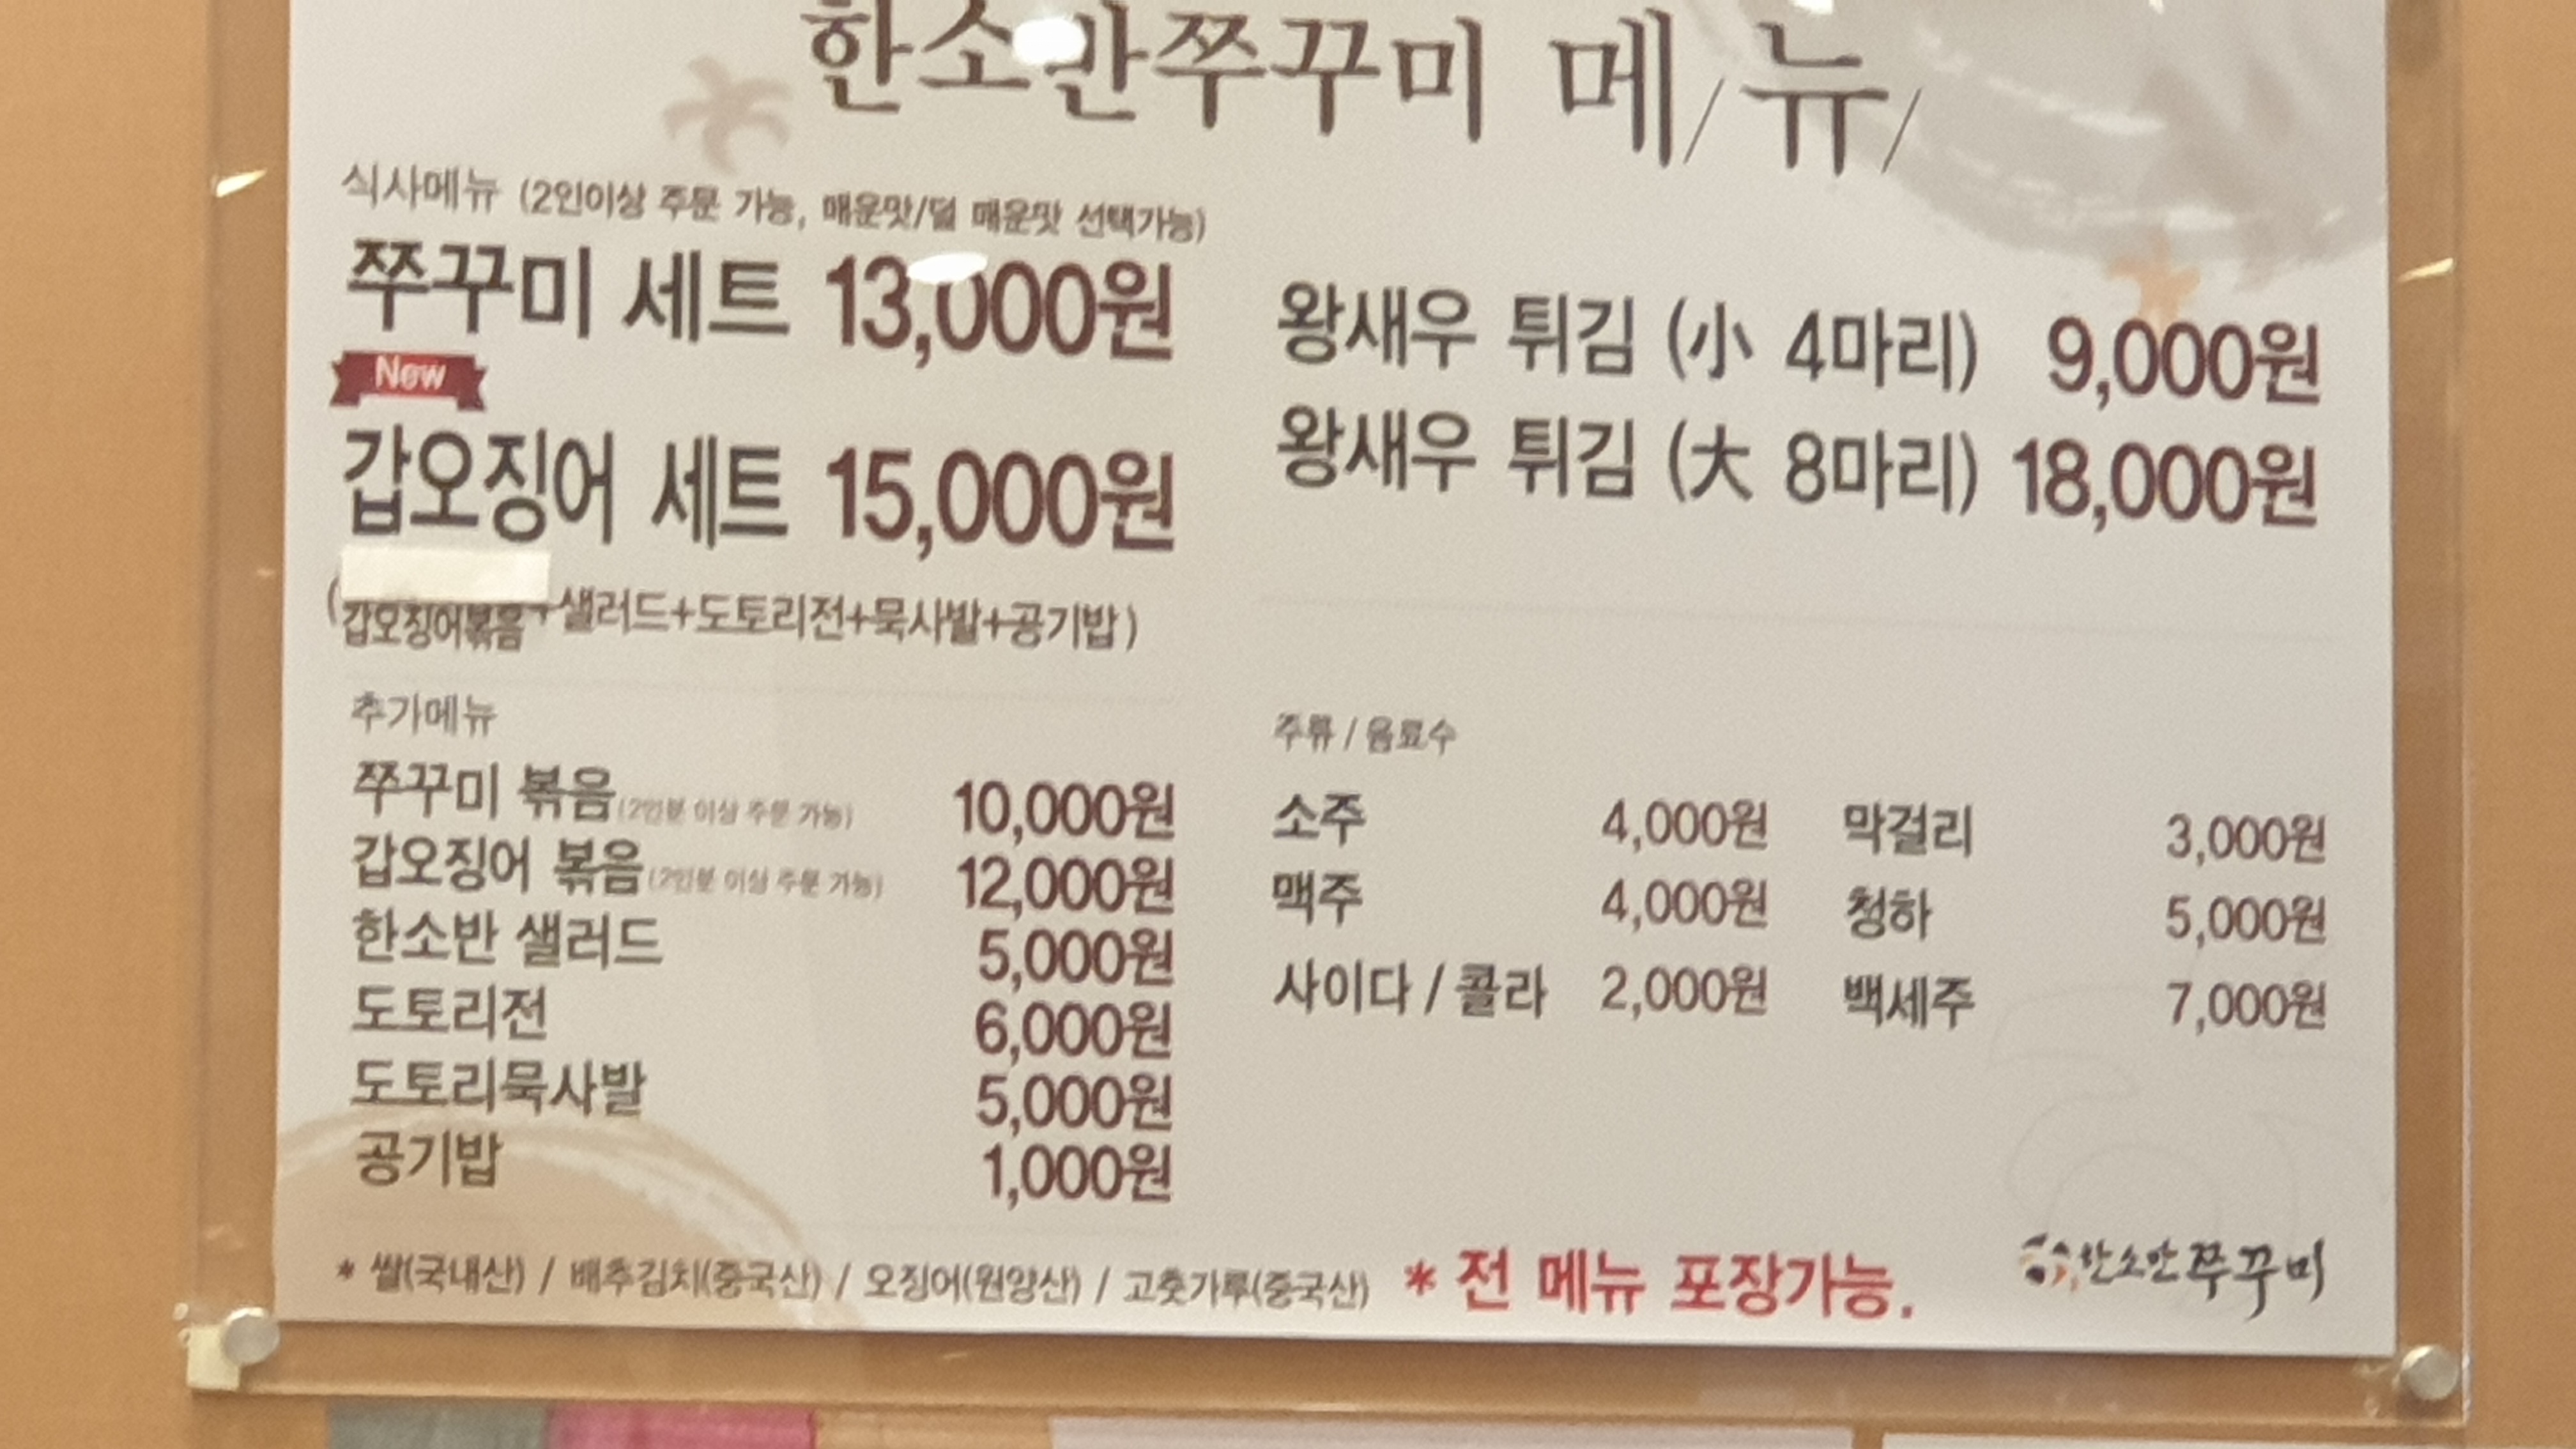 한소반쭈꾸미 메/뉴/
식사메뉴 (2인이상 주문 가능, 매운맛/덜 매운맛 선택가능)
쭈꾸미 세트 13,000원
New
갑오징어 세트 15,000원
(갑오징어볶음+샐러드+도토리전+묵사발+공기밥)
왕새우 튀김 (小 4마리) 9,000원
왕새우 튀김 (大 8마리) 18,000원
추가메뉴
쭈꾸미 볶음 (2인분 이상 주문 가능) 10,000원
갑오징어 볶음 (2인분 이상 주문 가능) 12,000원
한소반 샐러드 5,000원
도토리전 6,000원
도토리묵사발 5,000원
공기밥 1,000원
주류 / 음료수
소주 4,000원 막걸리 3,000원
맥주 4,000원 청하 5,000원
사이다 / 콜라 2,000원 백세주 7,000원
* 쌀(국내산) / 배추김치(중국산) / 오징어(원양산) / 고춧가루(중국산)
* 전 메뉴 포장가능.
한소반쭈꾸미